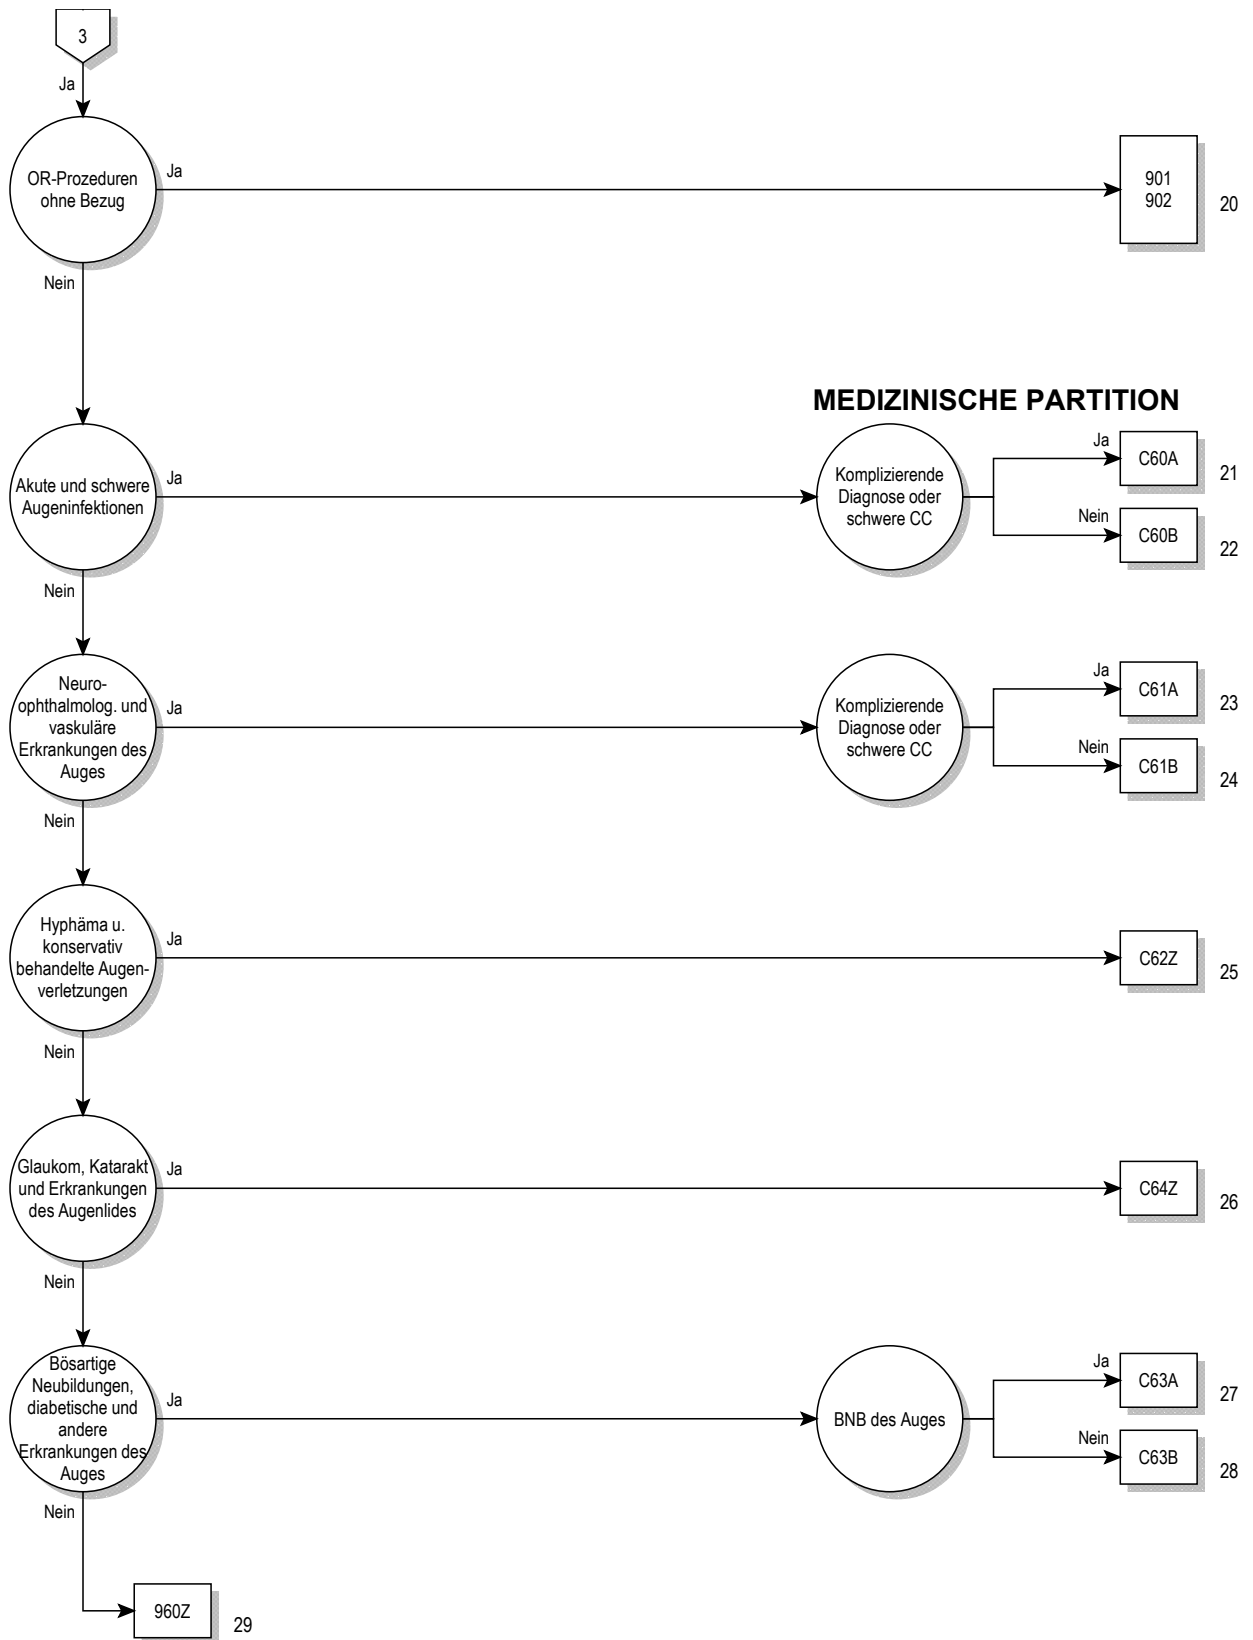 3
Ja
OR-Prozeduren
ohne Bezug
Ja
901
902
20
Nein
MEDIZINISCHE PARTITION
Akute und schwere
Augeninfektionen
Ja
Komplizierende
Diagnose oder
schwere CC
Ja
C60A
21
Nein
C60B
22
Nein
Neuro-
ophthalmolog. und
vaskuläre
Erkrankungen des
Auges
Ja
Komplizierende
Diagnose oder
schwere CC
Ja
C61A
23
Nein
C61B
24
Nein
Hyphäma u.
konservativ
behandelte Augen-
verletzungen
Ja
C62Z
25
Nein
Glaukom, Katarakt
und Erkrankungen
des Augenlides
Ja
C64Z
26
Nein
Bösartige
Neubildungen,
diabetische und
andere
Erkrankungen des
Auges
Ja
BNB des Auges
Ja
C63A
27
Nein
C63B
28
Nein
960Z
29